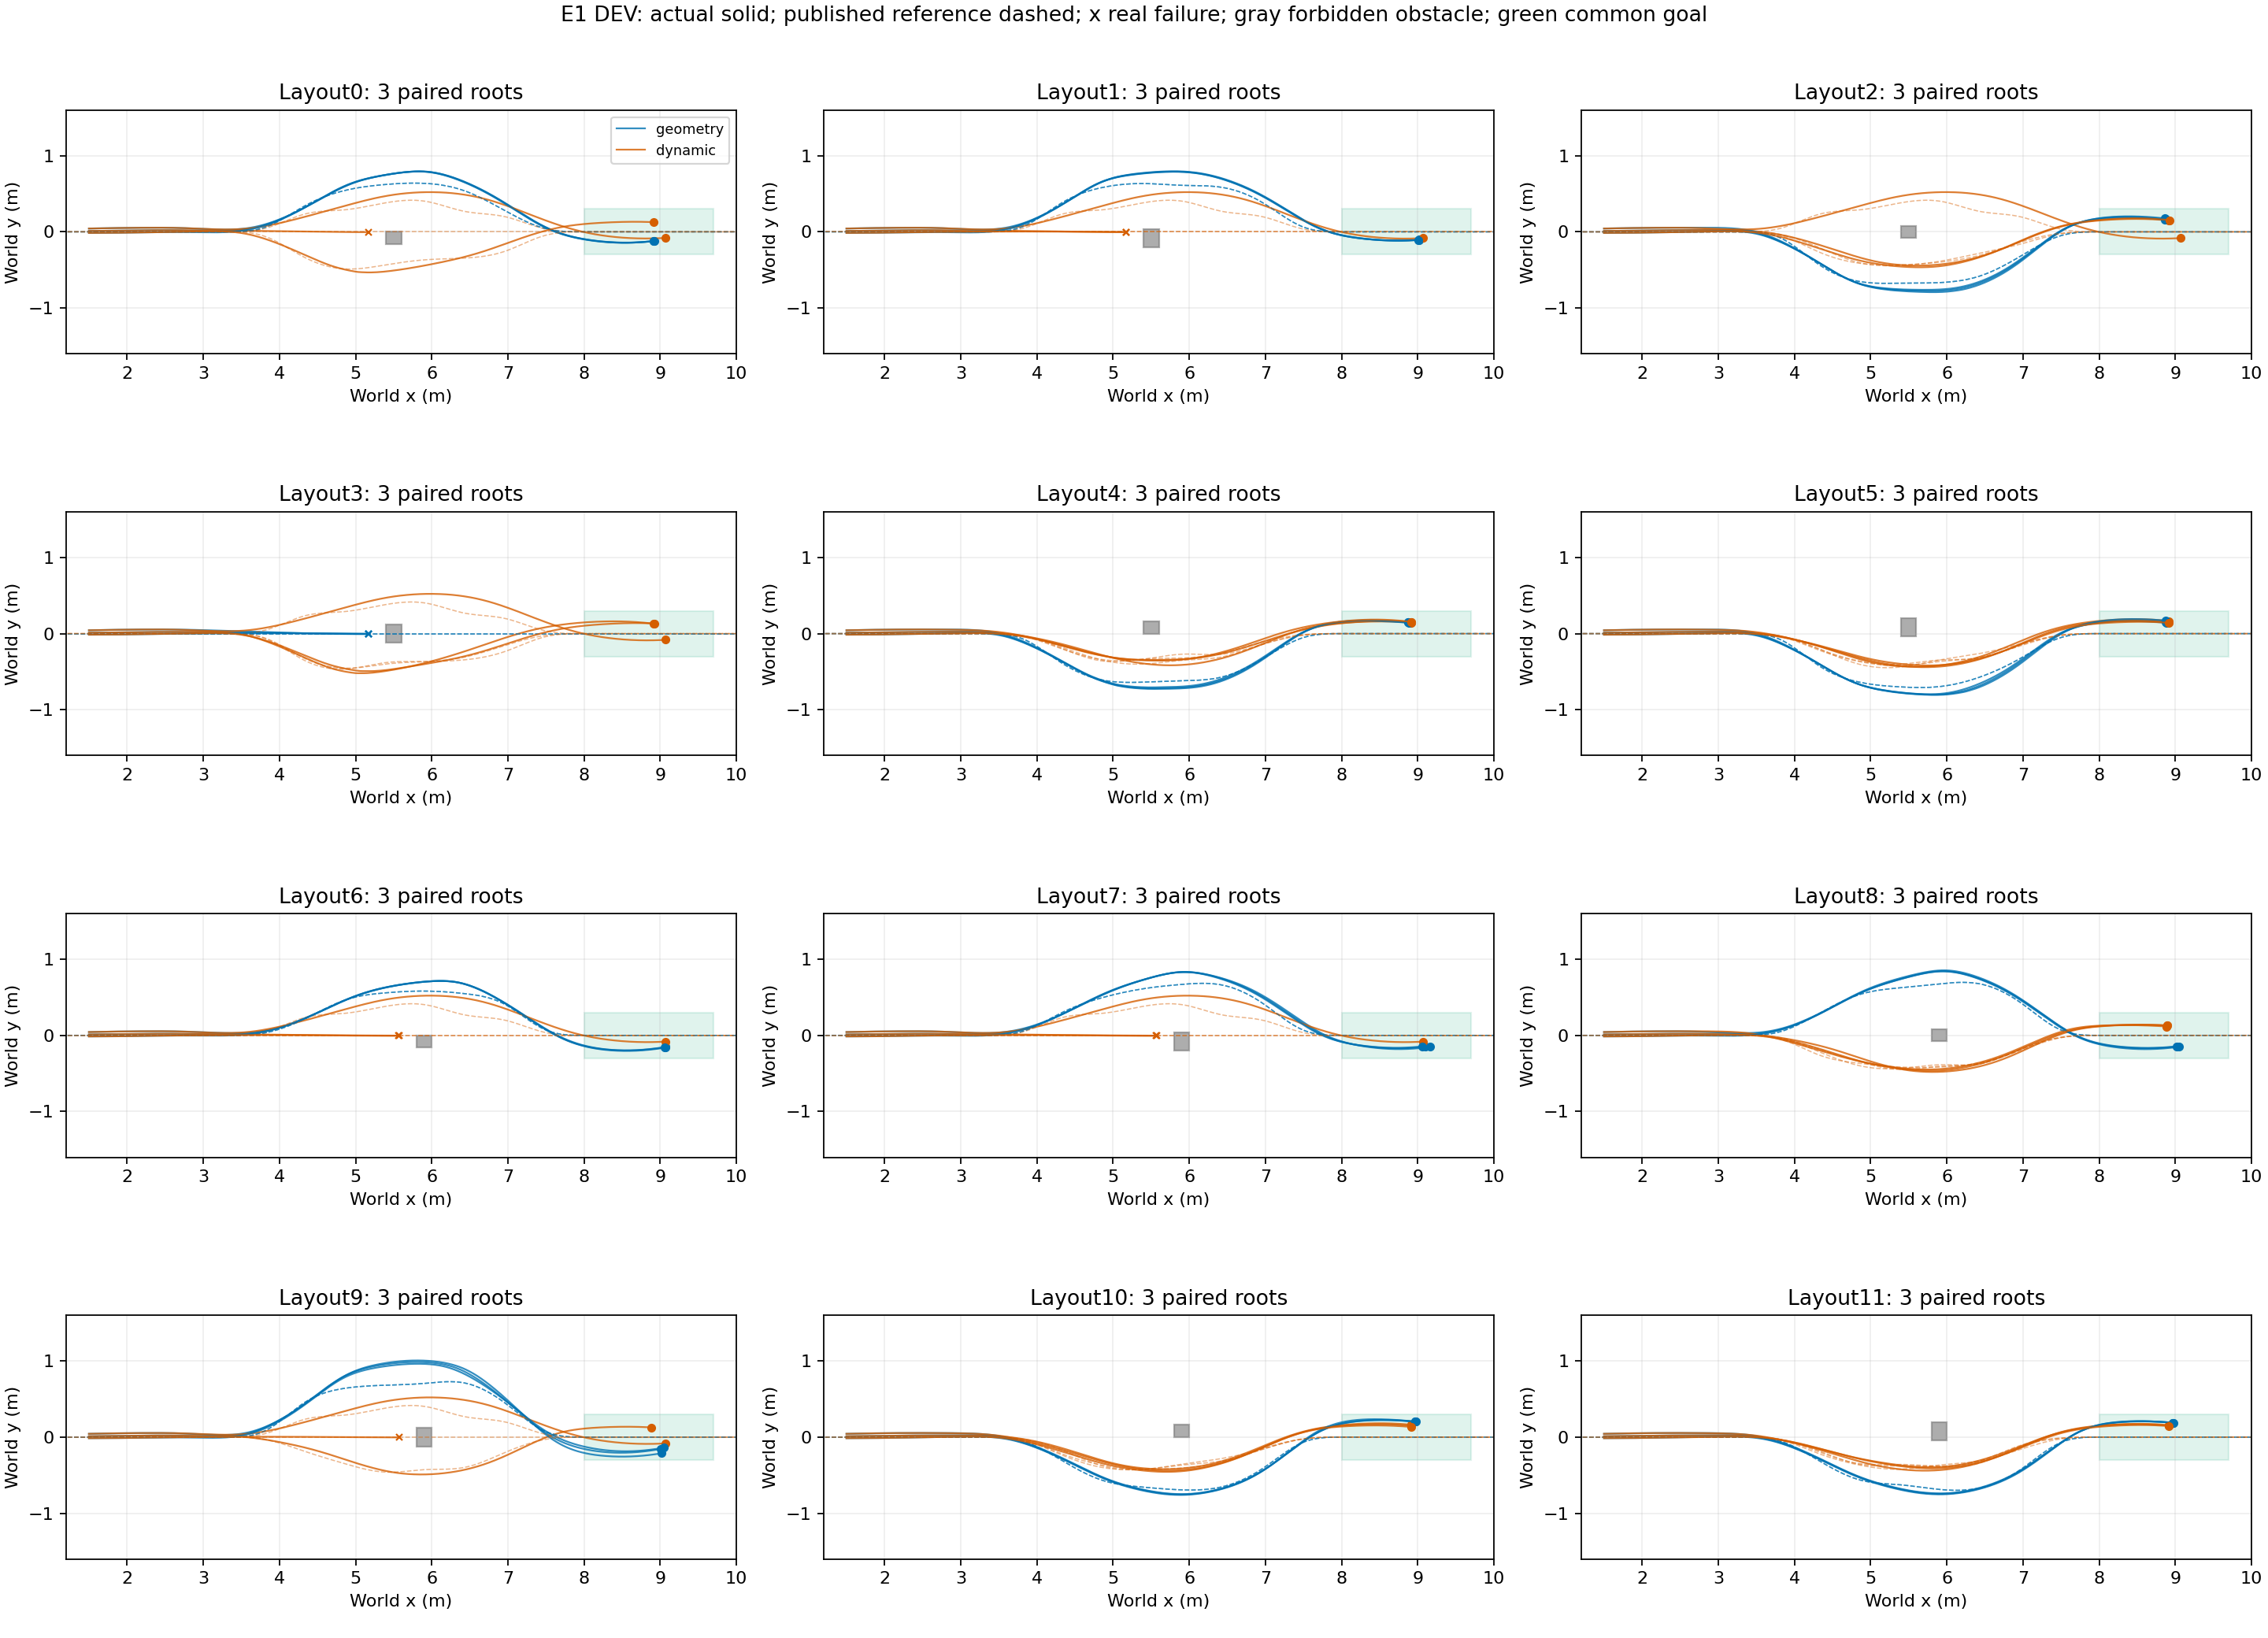 E1 DEV: actual solid; published reference dashed; x real failure; gray forbidden obstacle; green common goal
Layout0: 3 paired roots
geometry
dynamic
World y (m)
1
0
−1
2 3 4 5 6 7 8 9 10
World x (m)
Layout1: 3 paired roots
World y (m)
1
0
−1
2 3 4 5 6 7 8 9 10
World x (m)
Layout2: 3 paired roots
World y (m)
1
0
−1
2 3 4 5 6 7 8 9 10
World x (m)
Layout3: 3 paired roots
World y (m)
1
0
−1
2 3 4 5 6 7 8 9 10
World x (m)
Layout4: 3 paired roots
World y (m)
1
0
−1
2 3 4 5 6 7 8 9 10
World x (m)
Layout5: 3 paired roots
World y (m)
1
0
−1
2 3 4 5 6 7 8 9 10
World x (m)
Layout6: 3 paired roots
World y (m)
1
0
−1
2 3 4 5 6 7 8 9 10
World x (m)
Layout7: 3 paired roots
World y (m)
1
0
−1
2 3 4 5 6 7 8 9 10
World x (m)
Layout8: 3 paired roots
World y (m)
1
0
−1
2 3 4 5 6 7 8 9 10
World x (m)
Layout9: 3 paired roots
World y (m)
1
0
−1
2 3 4 5 6 7 8 9 10
World x (m)
Layout10: 3 paired roots
World y (m)
1
0
−1
2 3 4 5 6 7 8 9 10
World x (m)
Layout11: 3 paired roots
World y (m)
1
0
−1
2 3 4 5 6 7 8 9 10
World x (m)